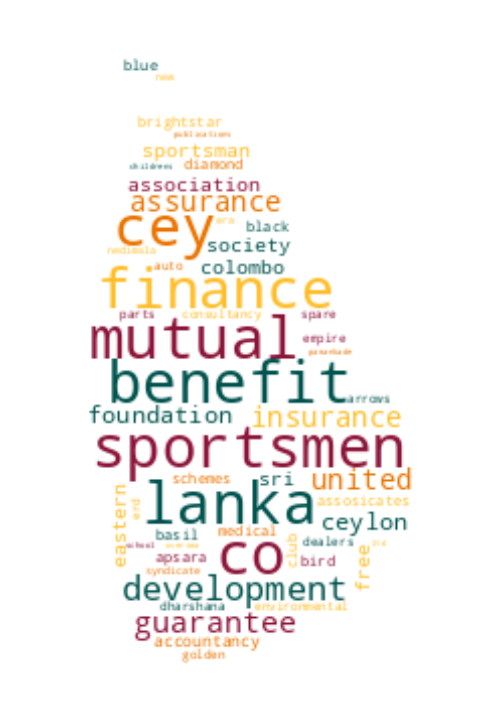 blue
new
brightstar
publications
sportsman
childrens diamond
association
assurance
cey era black
nedimala society
auto colombo
finance
parts consultancy spare
mutual empire
benefit
arrows
foundation insurance
sportsmen
schemes sri united
lanka assosicates
eastern end ceylon
basil medical club dealers
school co free ltd
apsara bird
syndicate
development
dharshana environmental
guarantee
accountancy
golden